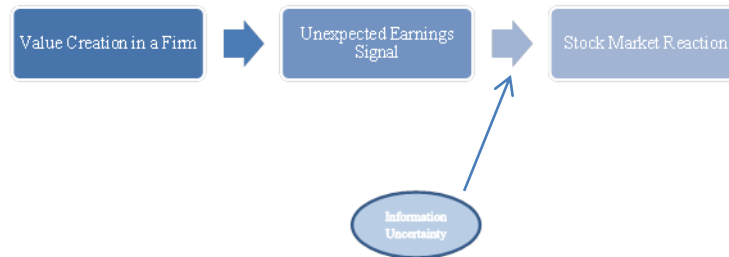 Value Creation in a Firm
Unexpected Earnings
Signal
Stock Market Reaction
Information
Uncertainty